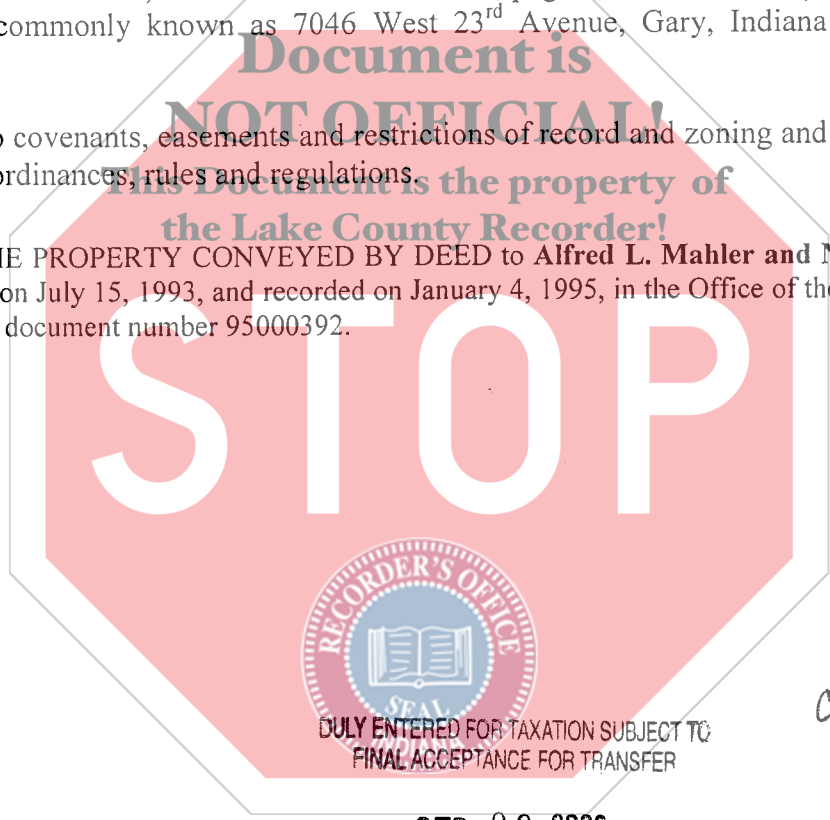 commonly known as 7046 West 23rd Avenue, Gary, Indiana
Document is
NOT OFFICIAL!
covenants, easements and restrictions of record and zoning and
ordinances, rules and regulations.
This Document is the property of
the Lake County Recorder!
PROPERTY CONVEYED BY DEED to Alfred L. Mahler and
on July 15, 1993, and recorded on January 4, 1995, in the Office of the
document number 95000392.
STOP
RECORDER'S OFFICE
SEAL
INDIANA
DULY ENTERED FOR TAXATION SUBJECT TO
FINAL ACCEPTANCE FOR TRANSFER